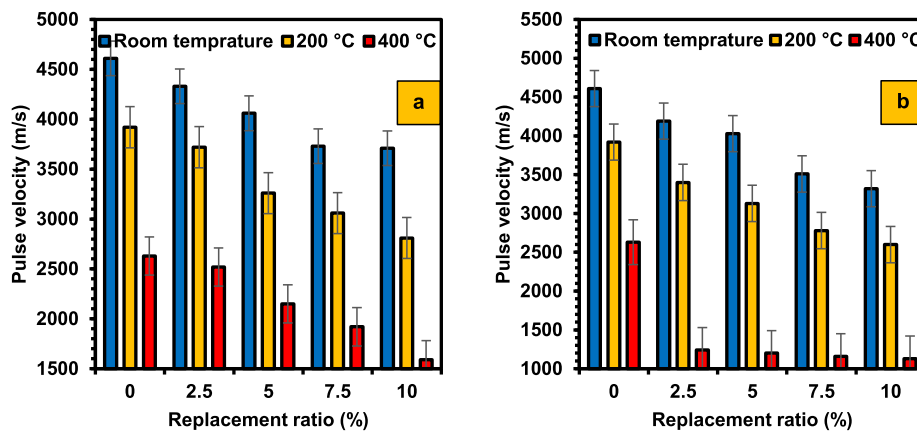 5000
4500
4000
3500
3000
2500
2000
1500
Pulse velocity (m/s)
Room temprature 200 °C 400 °C
a
0 2.5 5 7.5 10
Replacement ratio (%)
5500
5000
4500
4000
3500
3000
2500
2000
1500
1000
Pulse velocity (m/s)
Room temprature 200 °C 400 °C
b
0 2.5 5 7.5 10
Replacement ratio (%)